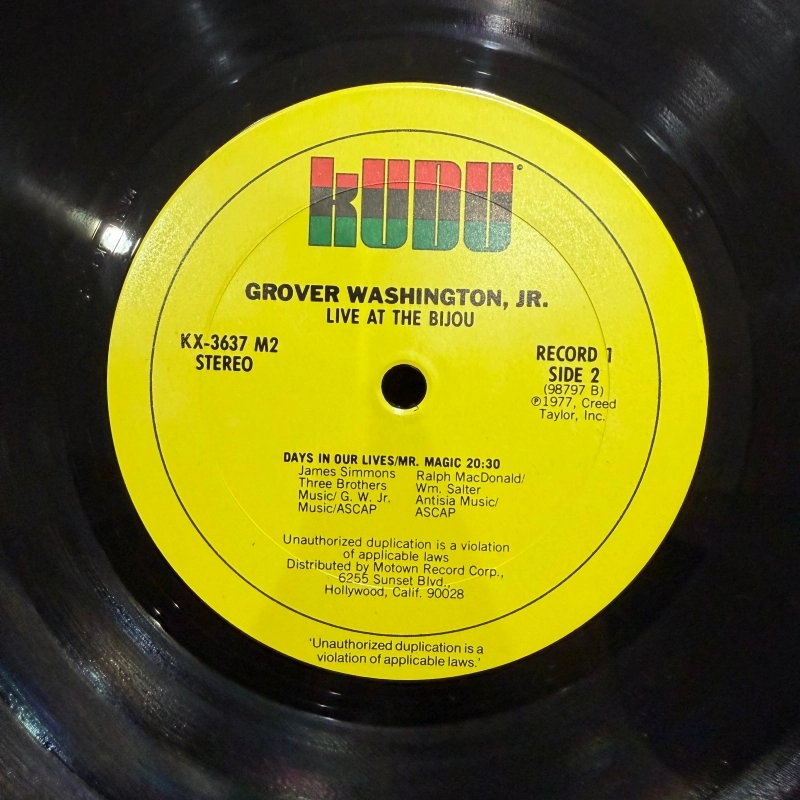 kUDU©
GROVER WASHINGTON, JR.
LIVE AT THE BIJOU
KX-3637 M2
STEREO
RECORD 1
SIDE 2
(98797 B)
℗1977, Creed
Taylor, Inc.
DAYS IN OUR LIVES/MR. MAGIC 20:30
James Simmons
Three Brothers
Music/ G. W. Jr.
Music/ASCAP
Ralph MacDonald/
Wm. Salter
Antisia Music/
ASCAP
Unauthorized duplication is a violation
of applicable laws
Distributed by Motown Record Corp.,
6255 Sunset Blvd.,
Hollywood, Calif. 90028
'Unauthorized duplication is a
violation of applicable laws.'